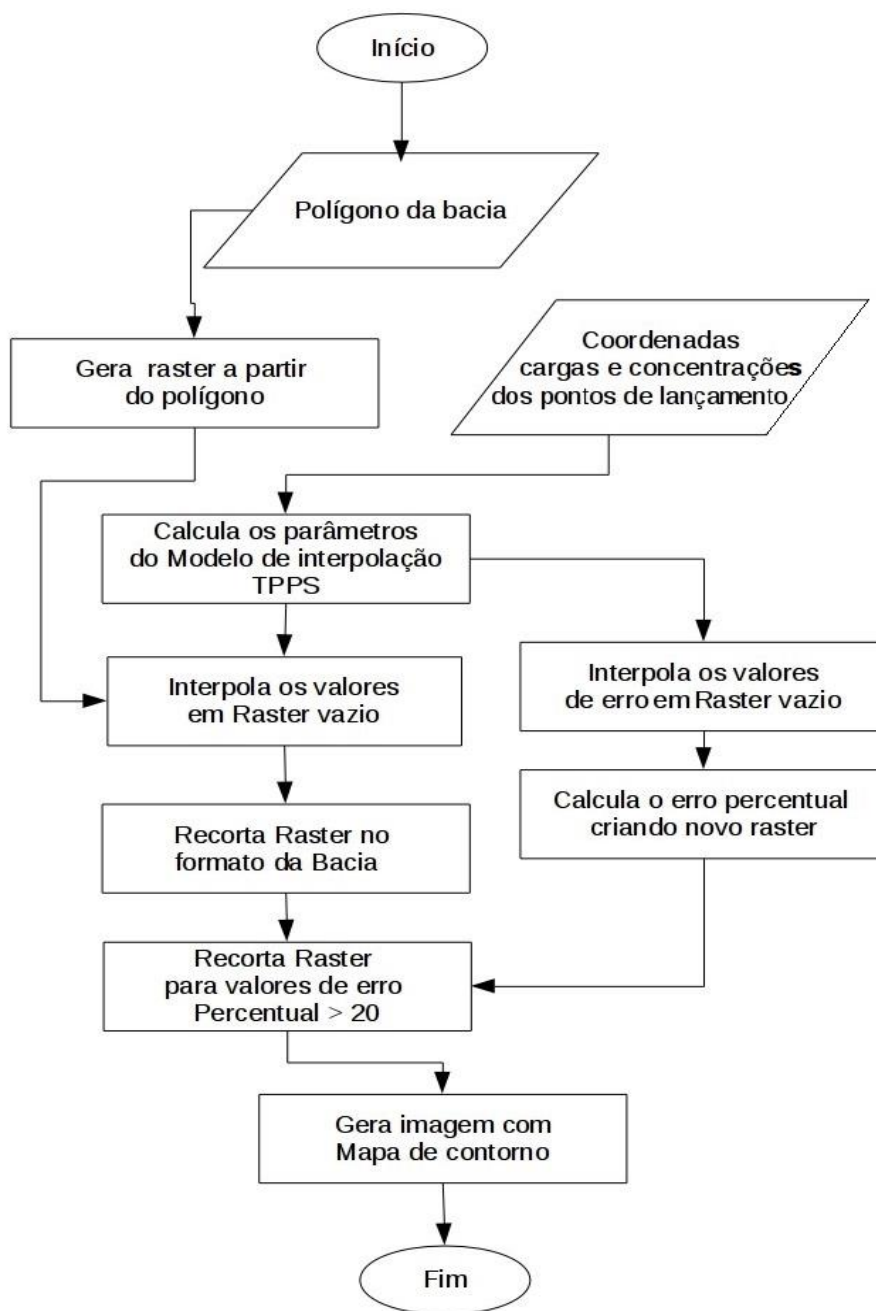 Início
Polígono da bacia
Coordenadas
cargas e concentrações
dos pontos de lançamento
Gera raster a partir
do polígono
Calcula os parâmetros
do Modelo de interpolação
TPPS
Interpola os valores
em Raster vazio
Interpola os valores
de erro em Raster vazio
Calcula o erro percentual
criando novo raster
Recorta Raster no
formato da Bacia
Recorta Raster
para valores de erro
Percentual > 20
Gera imagem com
Mapa de contorno
Fim